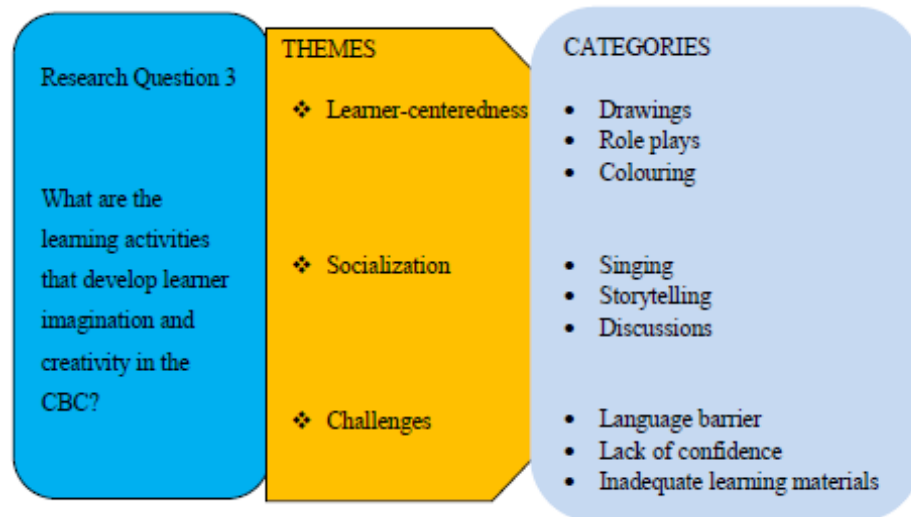 Research Question 3
What are the
learning activities
that develop learner
imagination and
creativity in the
CBC?
THEMES
❖ Learner-centeredness
❖ Socialization
❖ Challenges
CATEGORIES
• Drawings
• Role plays
• Colouring
• Singing
• Storytelling
• Discussions
• Language barrier
• Lack of confidence
• Inadequate learning materials